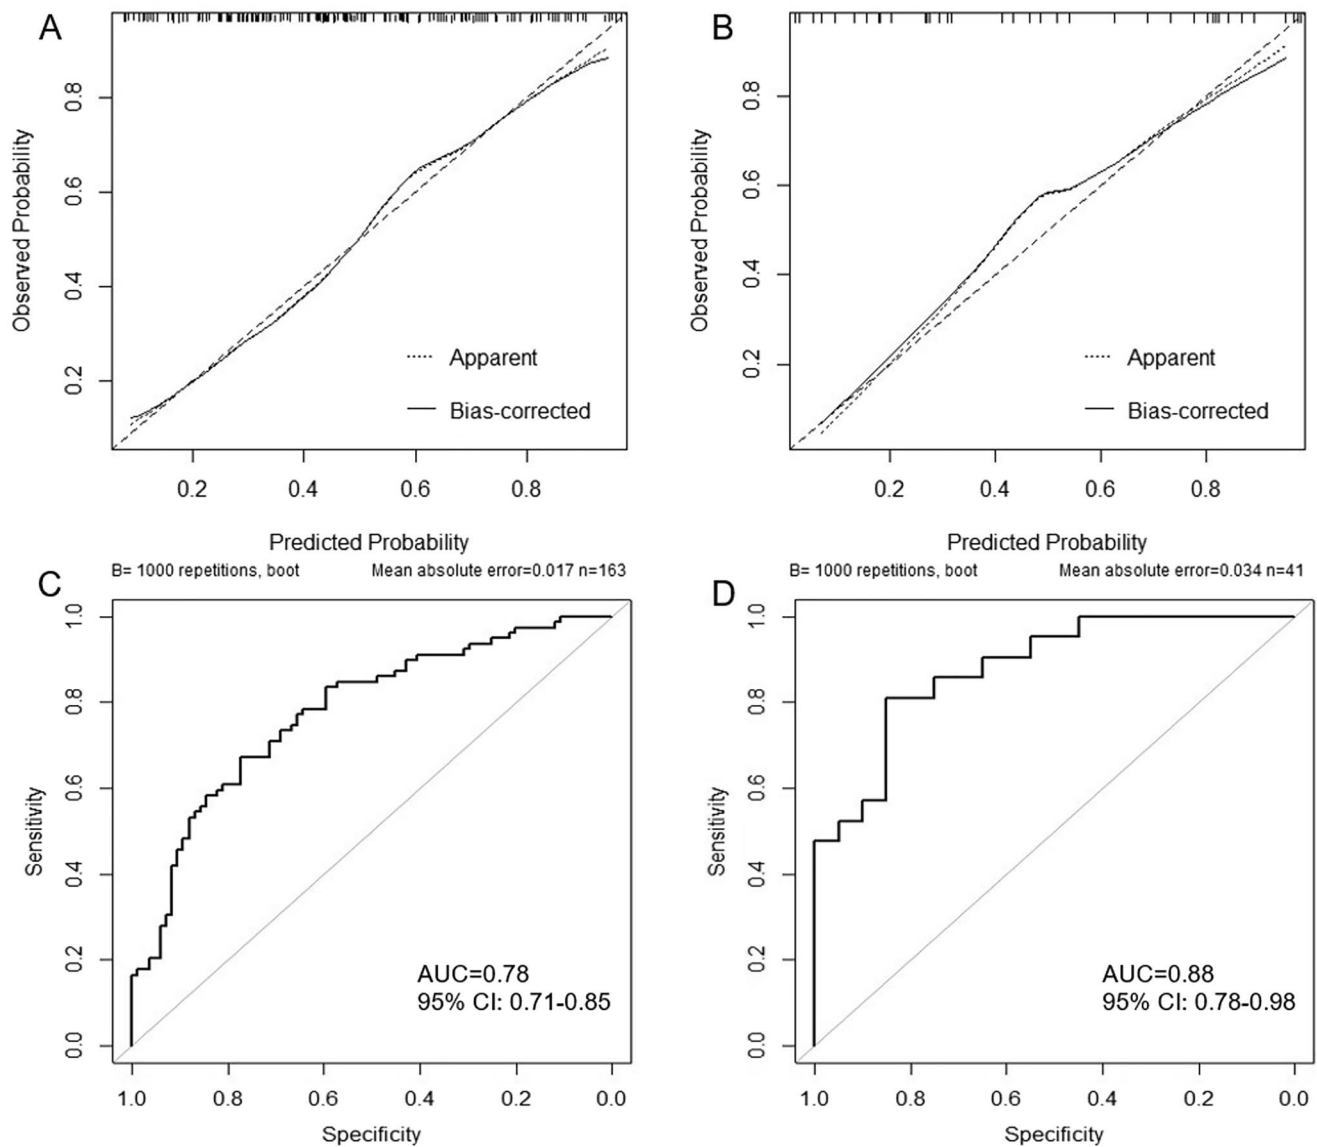 A
Observed Probability
0.8
0.6
0.4
0.2
Apparent
Bias-corrected
0.2 0.4 0.6 0.8
Predicted Probability
B= 1000 repetitions, boot Mean absolute error=0.017 n=163
B
Observed Probability
0.8
0.6
0.4
0.2
Apparent
Bias-corrected
0.2 0.4 0.6 0.8
Predicted Probability
B= 1000 repetitions, boot Mean absolute error=0.034 n=41
C
Sensitivity
1.0
0.8
0.6
0.4
0.2
0.0
AUC=0.78
95% CI: 0.71-0.85
1.0 0.8 0.6 0.4 0.2 0.0
Specificity
D
Sensitivity
1.0
0.8
0.6
0.4
0.2
0.0
AUC=0.88
95% CI: 0.78-0.98
1.0 0.8 0.6 0.4 0.2 0.0
Specificity